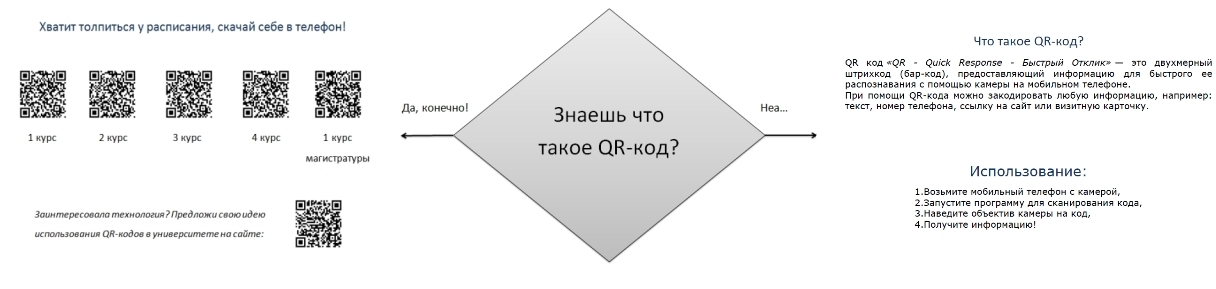 Хватит толпиться у расписания, скачай себе в телефон!
1 курс
2 курс
3 курс
4 курс
1 курс
магистратуры
Заинтересовала технология? Предложи свою идею
использования QR-кодов в университете на сайте:
Да, конечно!
Знаешь что
такое QR-код?
Неа...
Что такое QR-код?
QR код «QR - Quick Response - Быстрый Отклик» — это двухмерный
штрихкод (бар-код), предоставляющий информацию для быстрого ее
распознавания с помощью камеры на мобильном телефоне.
При помощи QR-кода можно закодировать любую информацию, например:
текст, номер телефона, ссылку на сайт или визитную карточку.
Использование:
1.Возьмите мобильный телефон с камерой,
2.Запустите программу для сканирования кода,
3.Наведите объектив камеры на код,
4.Получите информацию!